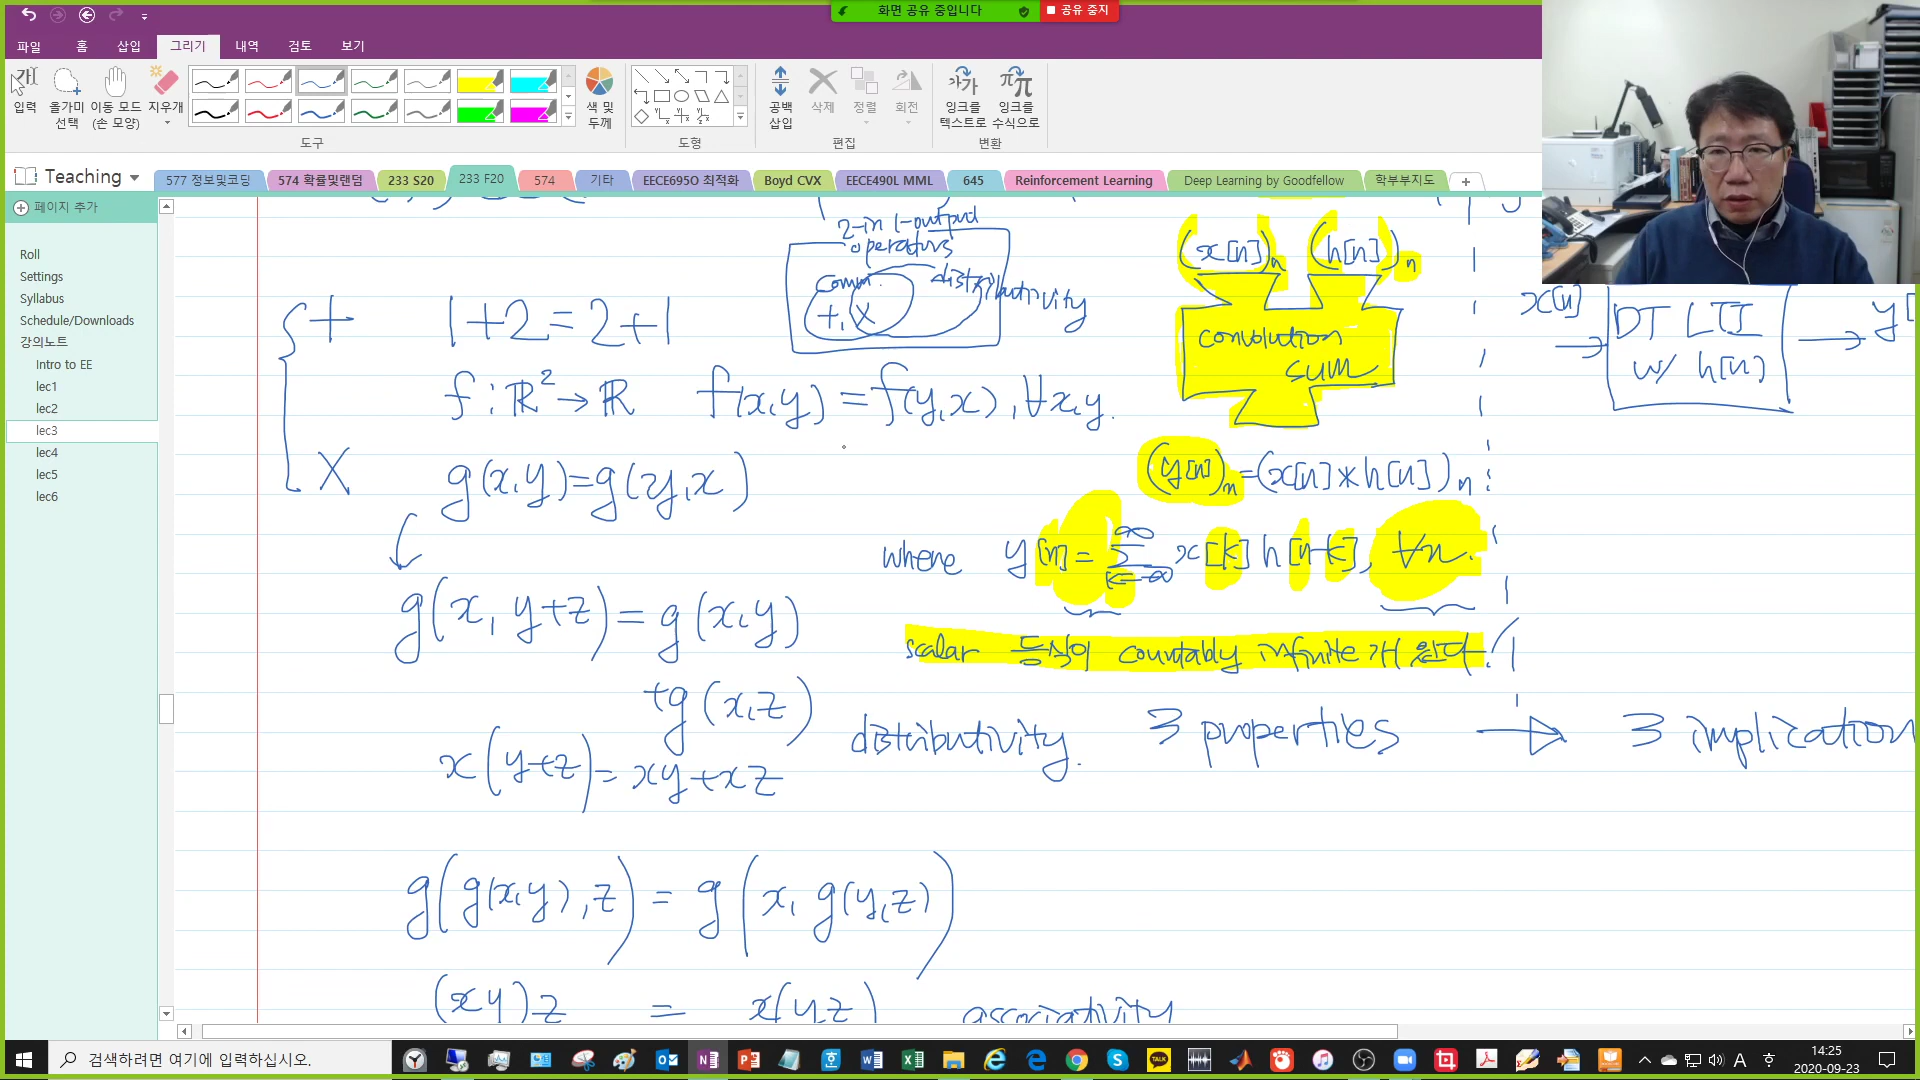 화면 공유 중입니다 공유 중지
파일 홈 삽입 그리기 내역 검토 보기
입력 올가미 선택 이동 모드 (손 모양) 지우개 색 및 두께 공백 삽입 삭제 정렬 회전 잉크를 텍스트로 잉크를 수식으로
도구 도형 편집 변환
Teaching 577 정보및코딩 574 확률및랜덤 233 S20 233 F20 574 기타 EECE695O 최적화 Boyd CVX EECE490L MML 645 Reinforcement Learning Deep Learning by Goodfellow 학부부지도
페이지 추가
Roll
Settings
Syllabus
Schedule/Downloads
강의노트
Intro to EE
lec1
lec2
lec3
lec4
lec5
lec6
2-in 1-output
operators
comm. distributivity
+, X
+ 1+2=2+1
f: ℝ² → ℝ f(x,y) = f(y,x), ∀x,y.
X g(x,y)=g(y,x)
g(x, y+z) = g(x,y)
+g(x,z)
x(y+z)=xy+xz
distributivity.
g(g(x,y),z) = g(x, g(y,z))
(xy)z = x(yz) associativity
(x[n])n (h[n])n
convolution
sum
(y[n])n=(x[n]*h[n])n
where y[n]= ∑ x[k] h[n-k], ∀n.
∞
k=-∞
scalar 등식이 countably infinite개 있다.
3 properties → 3 implication
x[n] → DT LTI w/ h[n] → y[
검색하려면 여기에 입력하십시오.
TALK
A
14:25
2020-09-23